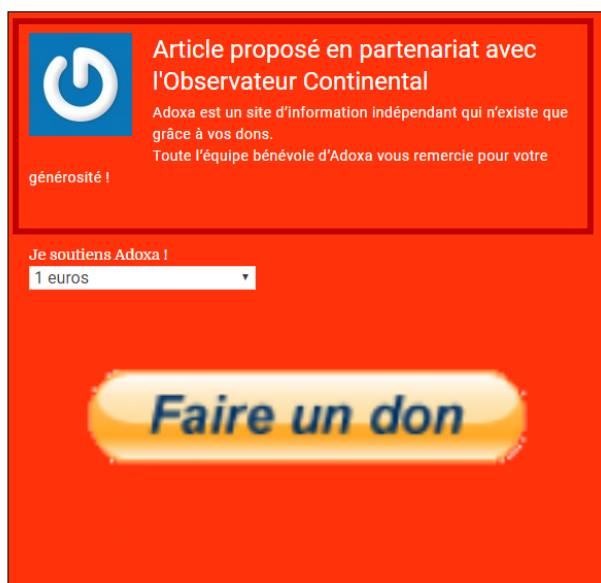 Article proposé en partenariat avec
l'Observateur Continental
Adoxa est un site d'information indépendant qui n'existe que
grâce à vos dons.
Toute l'équipe bénévole d'Adoxa vous remercie pour votre
générosité !
Je soutiens Adoxa !
1 euros
Faire un don